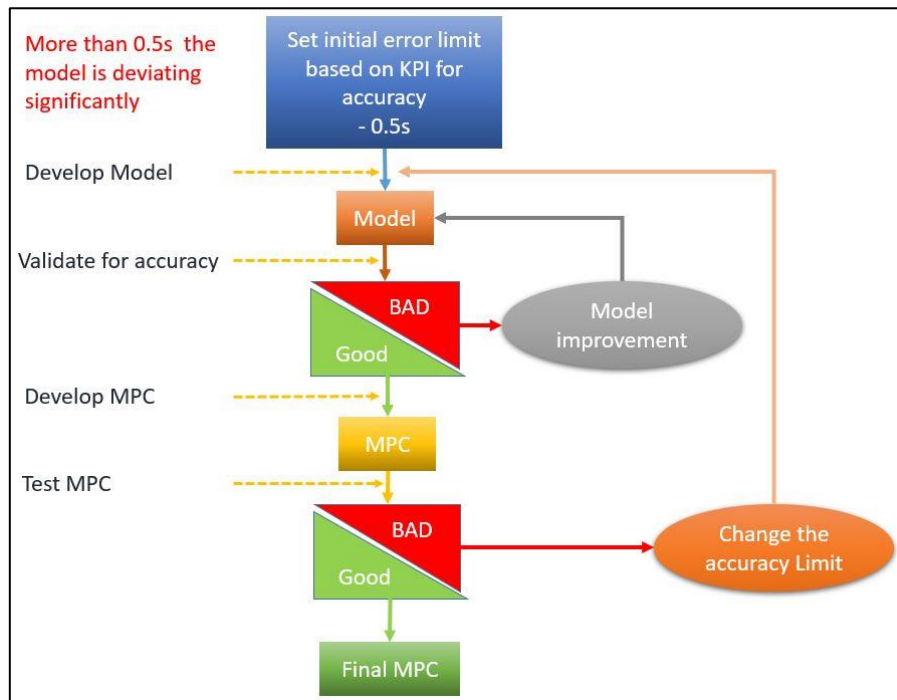 More than 0.5s the
model is deviating
significantly
Set initial error limit
based on KPI for
accuracy
- 0.5s
Develop Model
Model
Validate for accuracy
BAD
Good
Model
improvement
Develop MPC
MPC
Test MPC
BAD
Good
Change the
accuracy Limit
Final MPC